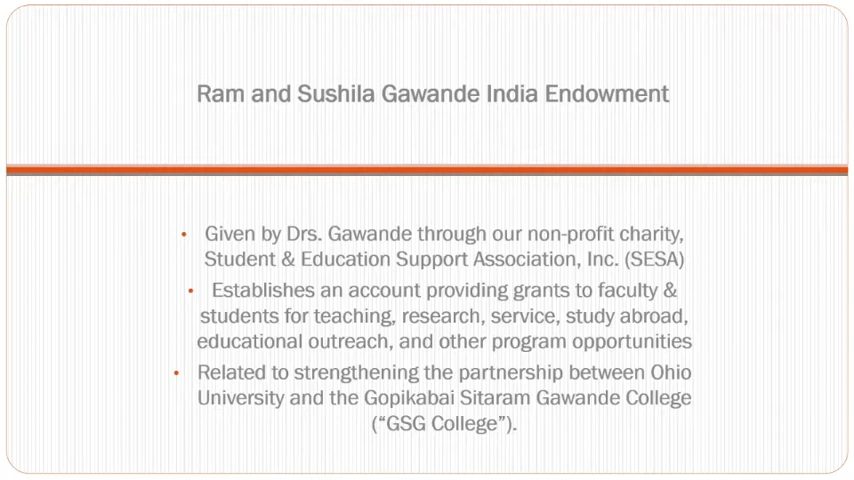 Ram and Sushila Gawande India Endowment
• Given by Drs. Gawande through our non-profit charity,
Student & Education Support Association, Inc. (SESA)
• Establishes an account providing grants to faculty &
students for teaching, research, service, study abroad,
educational outreach, and other program opportunities
• Related to strengthening the partnership between Ohio
University and the Gopikabai Sitaram Gawande College
(“GSG College”).